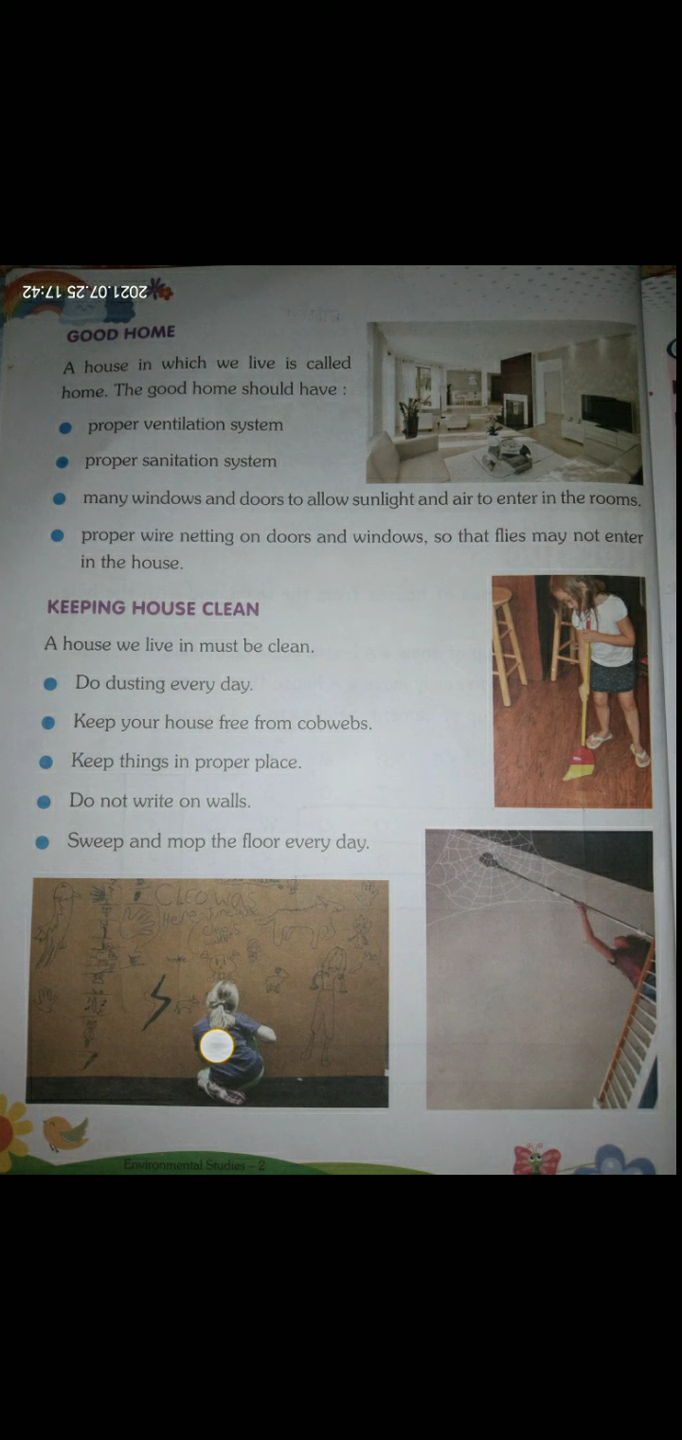 2021.07.25 17:42
GOOD HOME
A house in which we live is called
home. The good home should have :
proper ventilation system
proper sanitation system
many windows and doors to allow sunlight and air to enter in the rooms.
proper wire netting on doors and windows, so that flies may not enter
in the house.
KEEPING HOUSE CLEAN
A house we live in must be clean.
Do dusting every day.
Keep your house free from cobwebs.
Keep things in proper place.
Do not write on walls.
Sweep and mop the floor every day.
CLEO WAS
Environmental Studies – 2